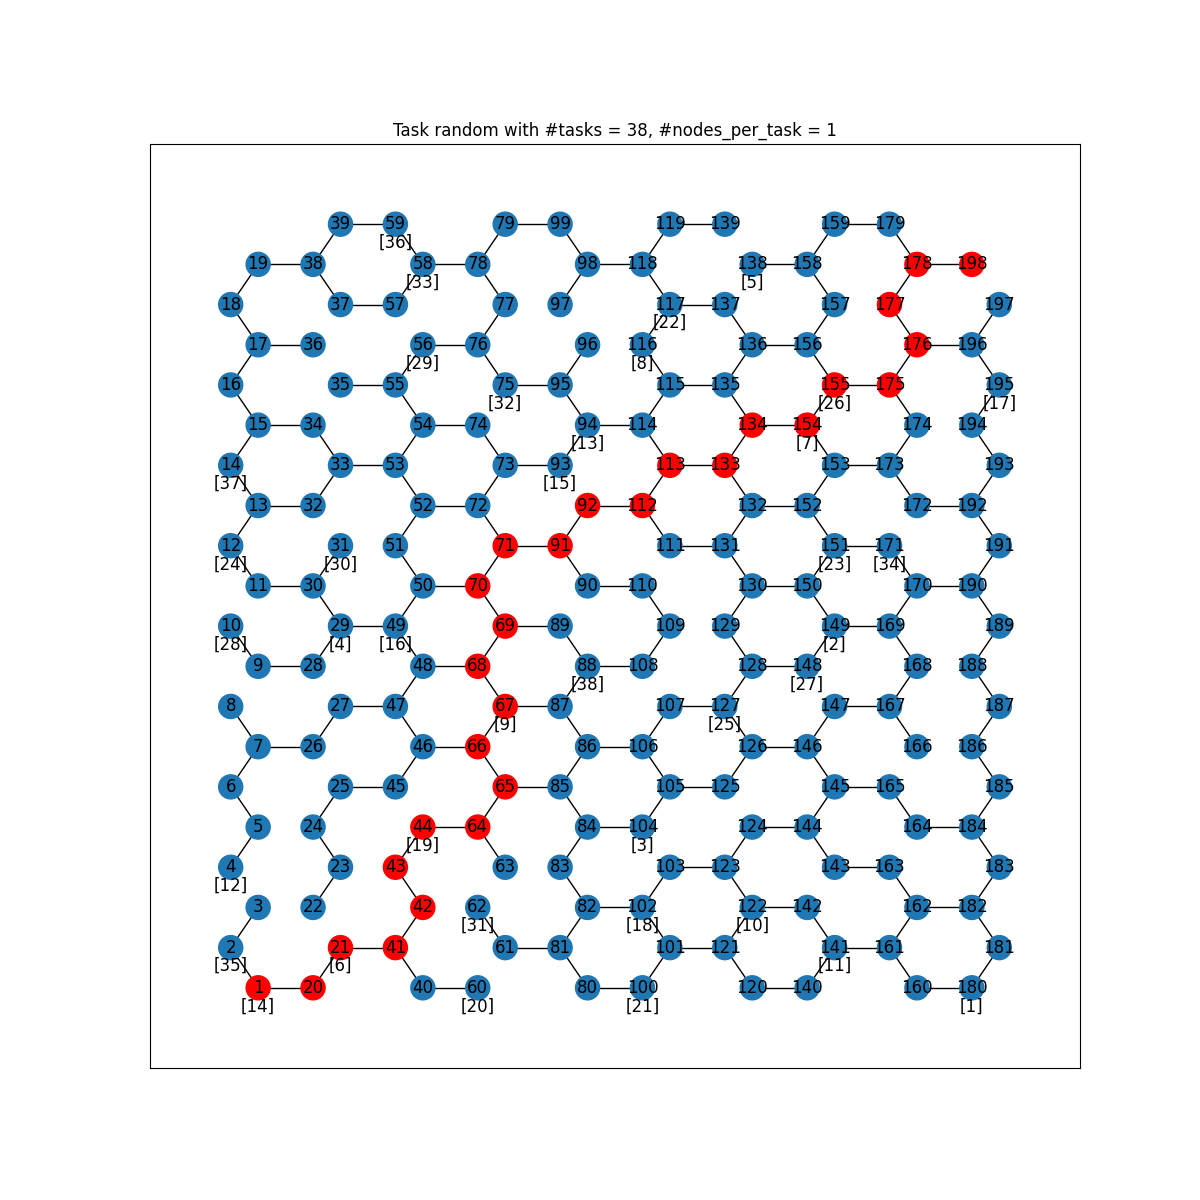 Task random with #tasks = 38, #nodes_per_task = 1
39 59 79 99 119 139 159 179
[36]
19 38 58 78 98 118 138 158 178 198
[33] [5]
18 37 57 77 97 117 137 157 177 197
[22]
17 36 56 76 96 116 136 156 176 196
[29] [8]
16 35 55 75 95 115 135 155 175 195
[32] [26] [17]
15 34 54 74 94 114 134 154 174 194
[13] [7]
14 33 53 73 93 113 133 153 173 193
[37] [15]
13 32 52 72 92 112 132 152 172 192
12 31 51 71 91 111 131 151 171 191
[24] [30] [23] [34]
11 30 50 70 90 110 130 150 170 190
10 29 49 69 89 109 129 149 169 189
[28] [4] [16] [2]
9 28 48 68 88 108 128 148 168 188
[38] [27]
8 27 47 67 87 107 127 147 167 187
[9] [25]
7 26 46 66 86 106 126 146 166 186
6 25 45 65 85 105 125 145 165 185
5 24 44 64 84 104 124 144 164 184
[19] [3]
4 23 43 63 83 103 123 143 163 183
[12]
3 22 42 62 82 102 122 142 162 182
[31] [18] [10]
2 21 41 61 81 101 121 141 161 181
[35] [6] [11]
1 20 40 60 80 100 120 140 160 180
[14] [20] [21] [1]